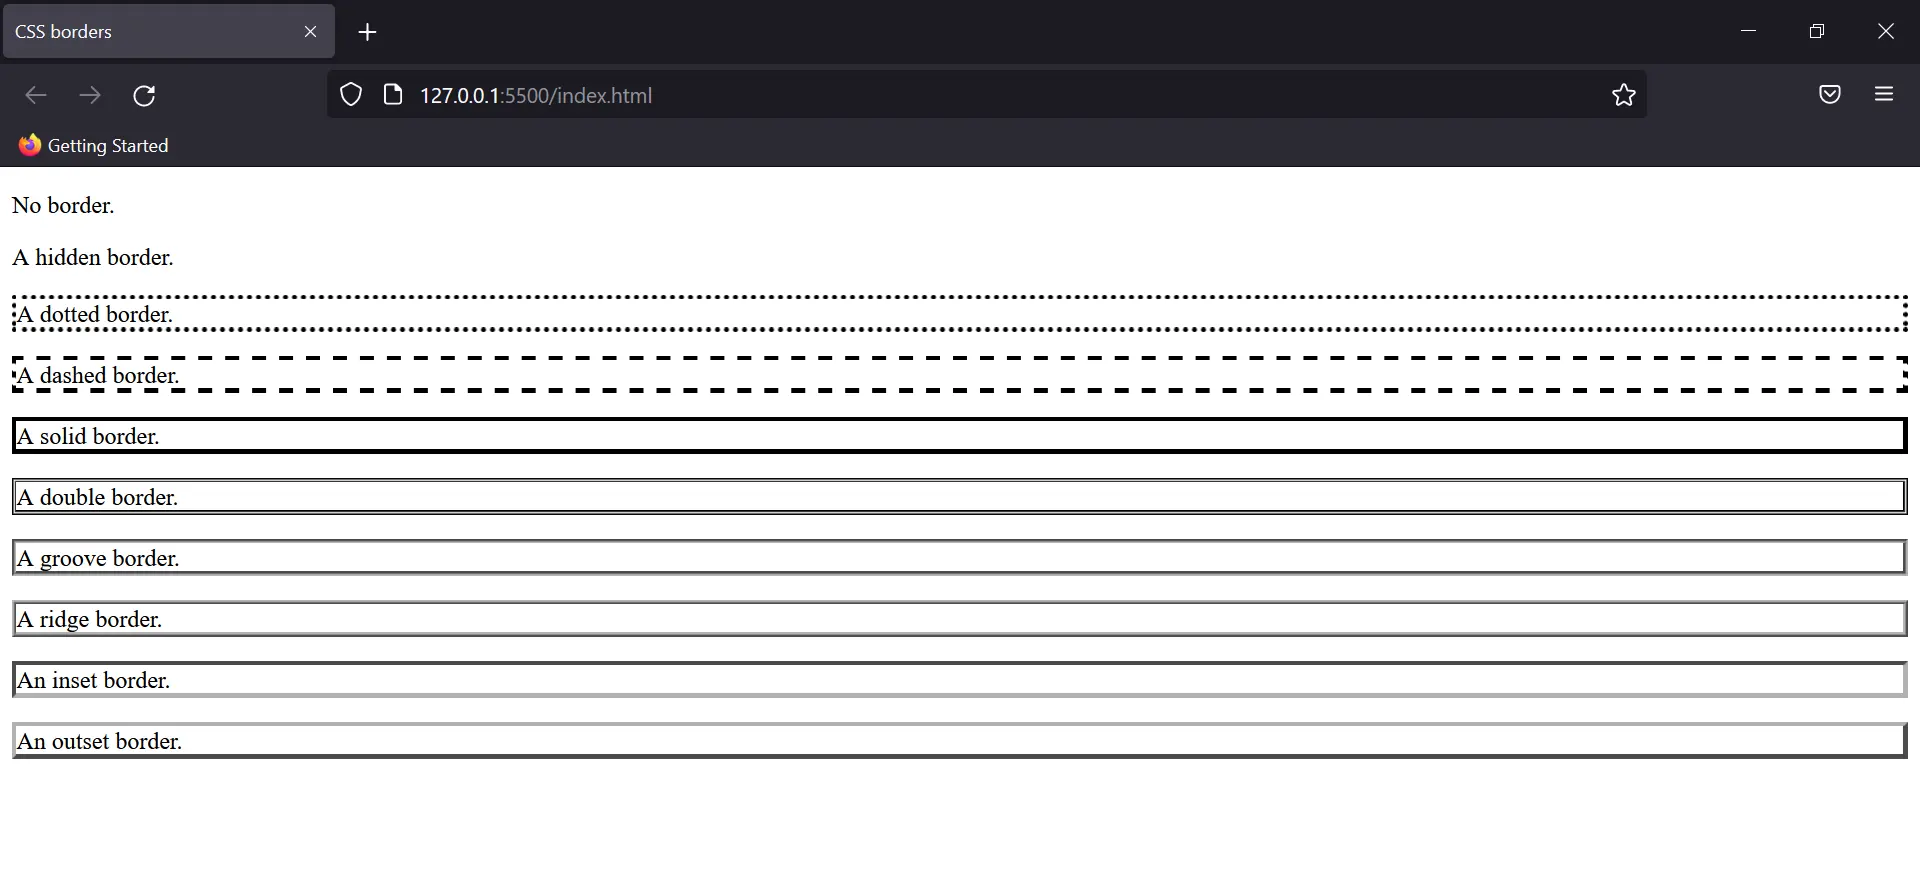 CSS borders
127.0.0.1:5500/index.html
Getting Started
No border.
A hidden border.
A dotted border.
A dashed border.
A solid border.
A double border.
A groove border.
A ridge border.
An inset border.
An outset border.